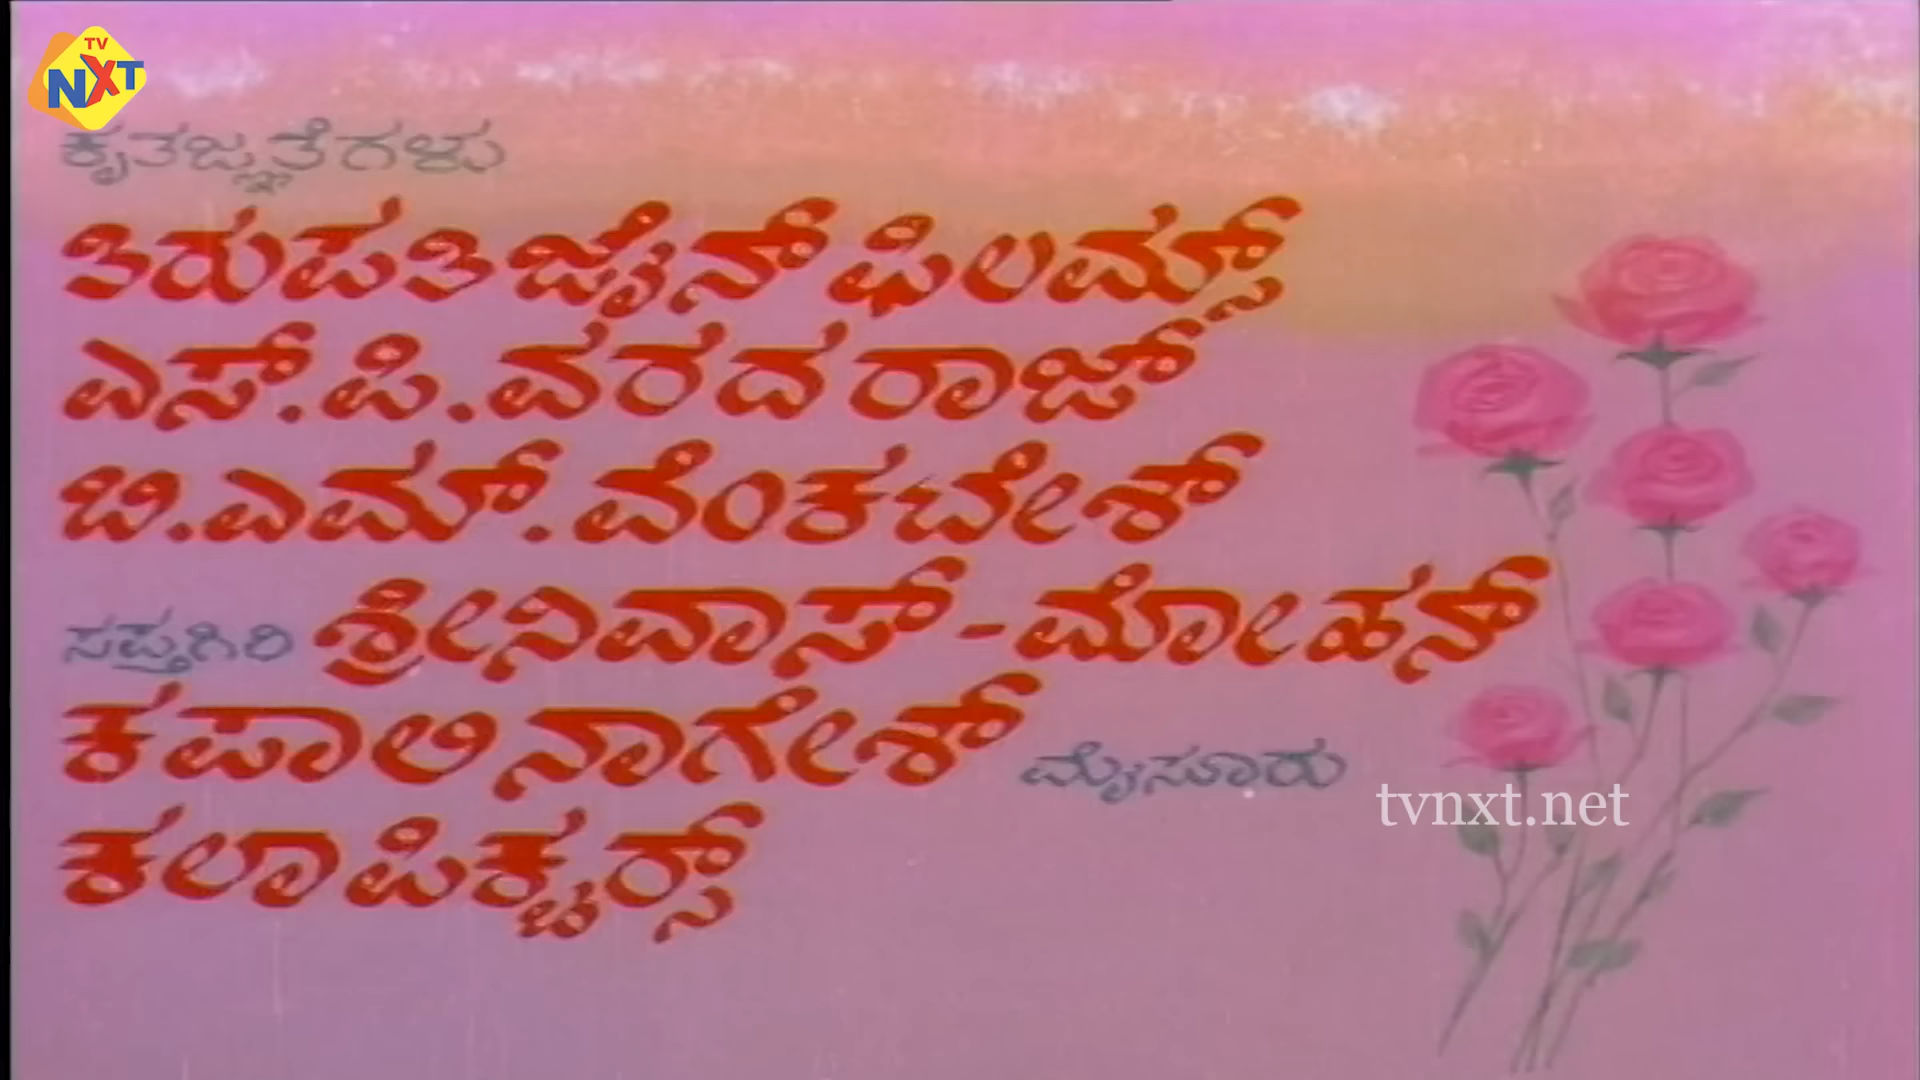 TV
NXT
ಕೃತಜ್ಞತೆಗಳು
ತಿರುಪತಿ ಜೈನ್ ಫಿಲಮ್ಸ್
ಎಸ್.ಪಿ.ವರದರಾಜ್
ಬಿ.ಎಮ್.ವೆಂಕಟೇಶ್
ಸಪ್ತಗಿರಿ ಶ್ರೀನಿವಾಸ್-ಮೋಹನ್
ಕಪಾಲಿ ನಾಗೇಶ್ ಮೈಸೂರು
tvnxt.net
ಕಲಾ ಪಿಕ್ಚರ್ಸ್